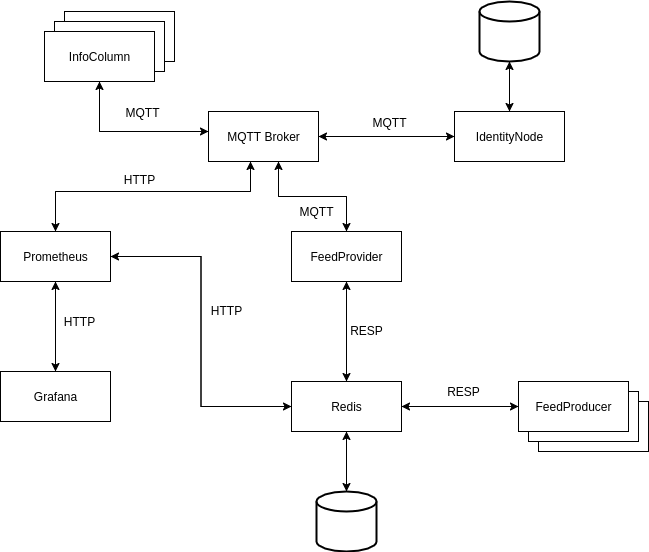 InfoColumn
MQTT
MQTT
MQTT Broker
IdentityNode
HTTP
MQTT
Prometheus
FeedProvider
HTTP
HTTP
RESP
Grafana
Redis
RESP
FeedProducer